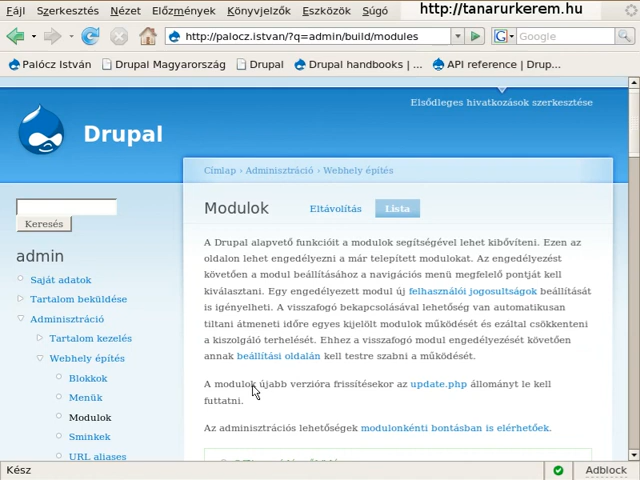 Fájl Szerkesztés Nézet Előzmények Könyvjelzők Eszközök Súgó http://tanarurkerem.hu
http://palocz.istvan/?q=admin/build/modules Google
Palócz István Drupal Magyarország Drupal Drupal handbooks | ... API reference | Drup...
Elsődleges hivatkozások szerkesztése
Drupal
Címlap › Adminisztráció › Webhely építés
Modulok Eltávolítás Lista
Keresés
admin
Saját adatok
Tartalom beküldése
Adminisztráció
Tartalom kezelés
Webhely építés
Blokkok
Menük
Modulok
Sminkek
URL aliases
A Drupal alapvető funkcióit a modulok segítségével lehet kibővíteni. Ezen az
oldalon lehet engedélyezni a már telepített modulokat. Az engedélyezést
követően a modul beállításához a navigációs menü megfelelő pontját kell
kiválasztani. Egy engedélyezett modul új felhasználói jogosultságok beállítását
is igényelheti. A visszafogó bekapcsolásával lehetőség van automatikusan
tiltani átmeneti időre egyes kijelölt modulok működését és ezáltal csökkenteni
a kiszolgáló terhelését. Ehhez a visszafogó modul engedélyezését követően
annak beállítási oldalán kell testre szabni a működését.
A modulok újabb verzióra frissítésekor az update.php állományt le kell
futtatni.
Az adminisztrációs lehetőségek modulonkénti bontásban is elérhetőek.
Kész Adblock